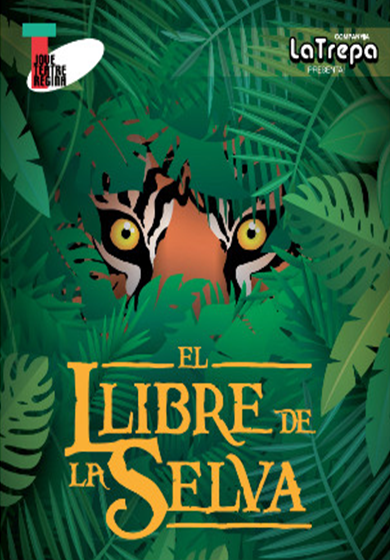 JOVE
TEATRE
REGINA
COMPANYIA
LaTrepa
PRESENTA:
EL
LLIBRE DE
LA SELVA